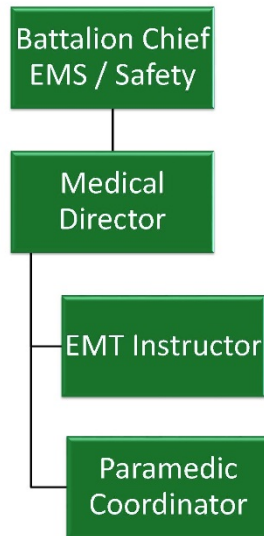 Battalion Chief
EMS / Safety
Medical
Director
EMT Instructor
Paramedic
Coordinator